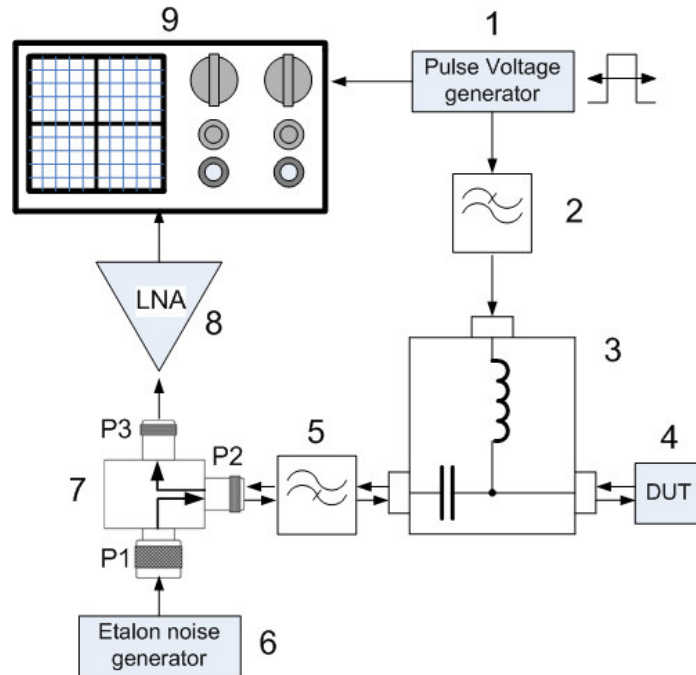 9
1
Pulse Voltage
generator
2
LNA
8
3
P3
P2
5
4
7
DUT
P1
Etalon noise
generator
6